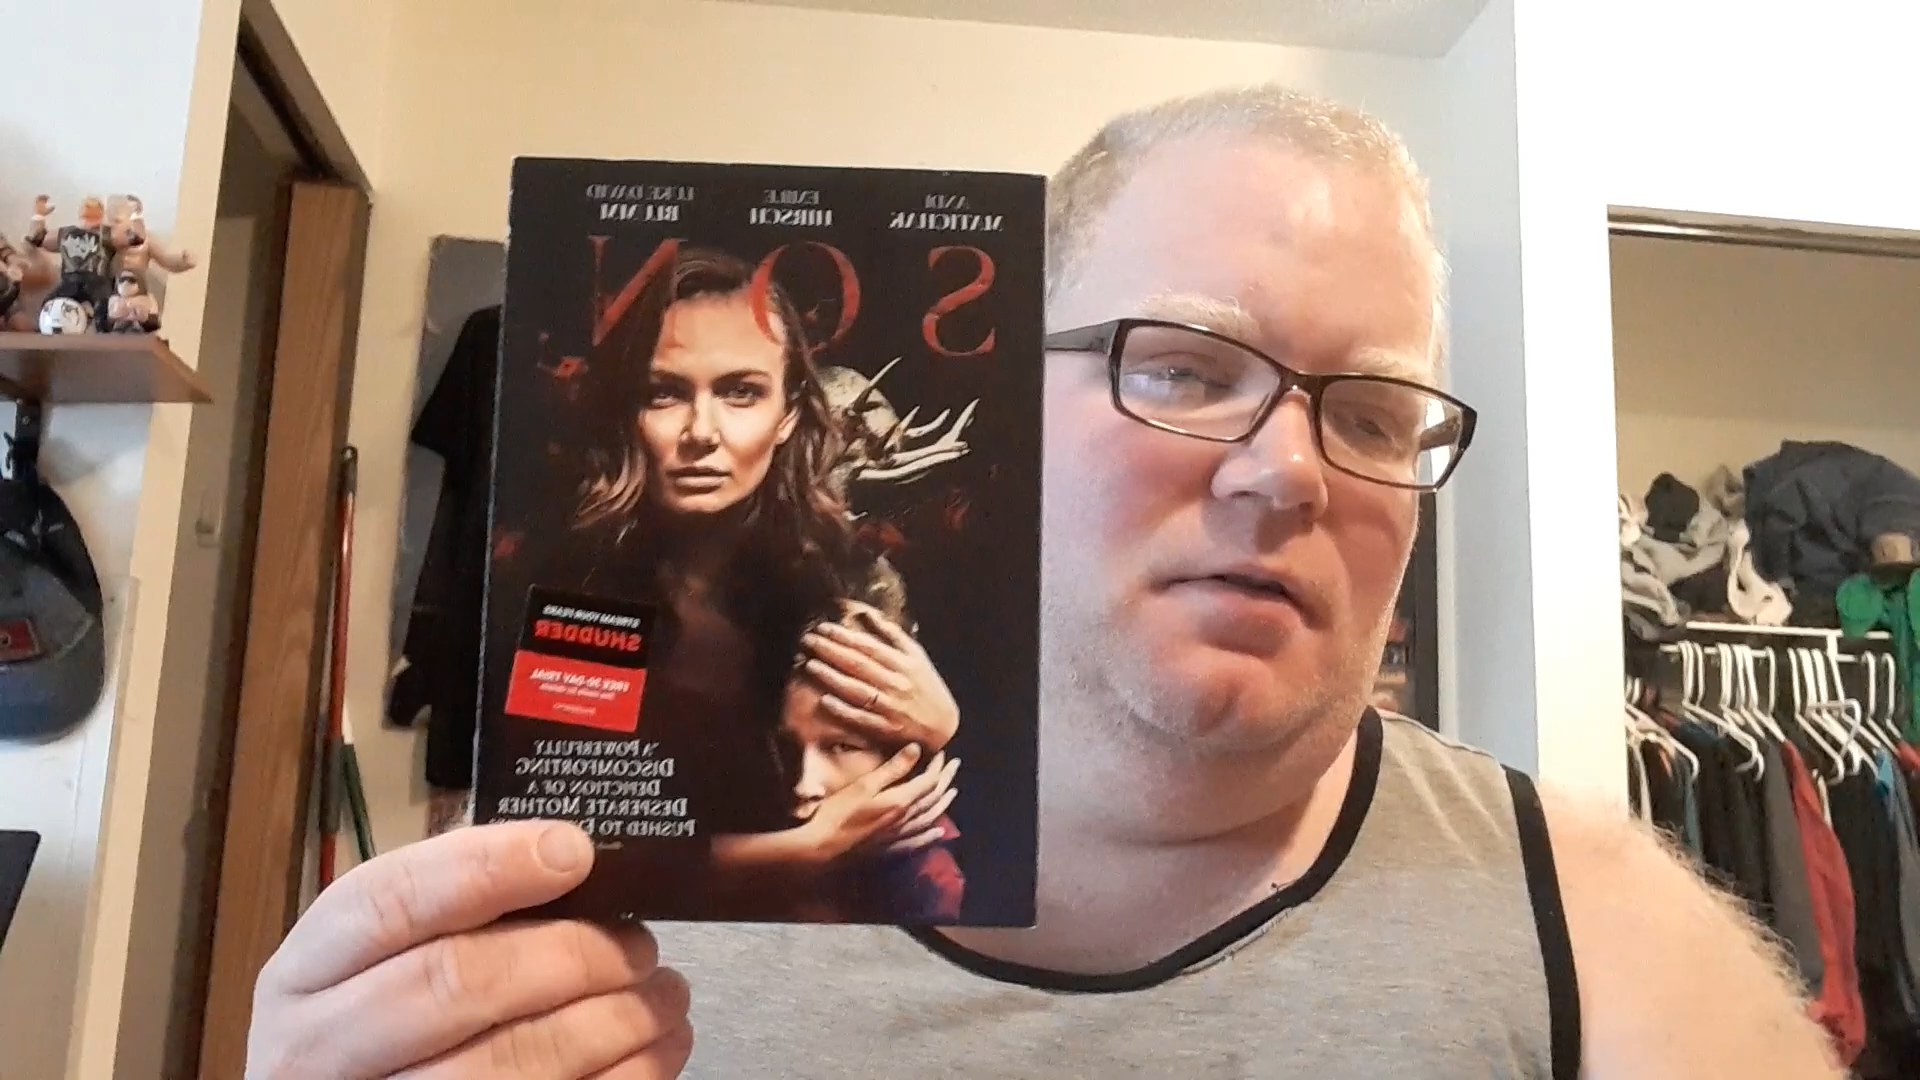 ANDI EMILE LUKE DAVID
MATICHAK HIRSCH BLUMM
SON
STREAM YOUR FEARS
SHUDDER
FREE 30-DAY TRIAL
"A POWERFULLY
DISCOMFORTING
DEPICTION OF A
DESPERATE MOTHER
PUSHED TO